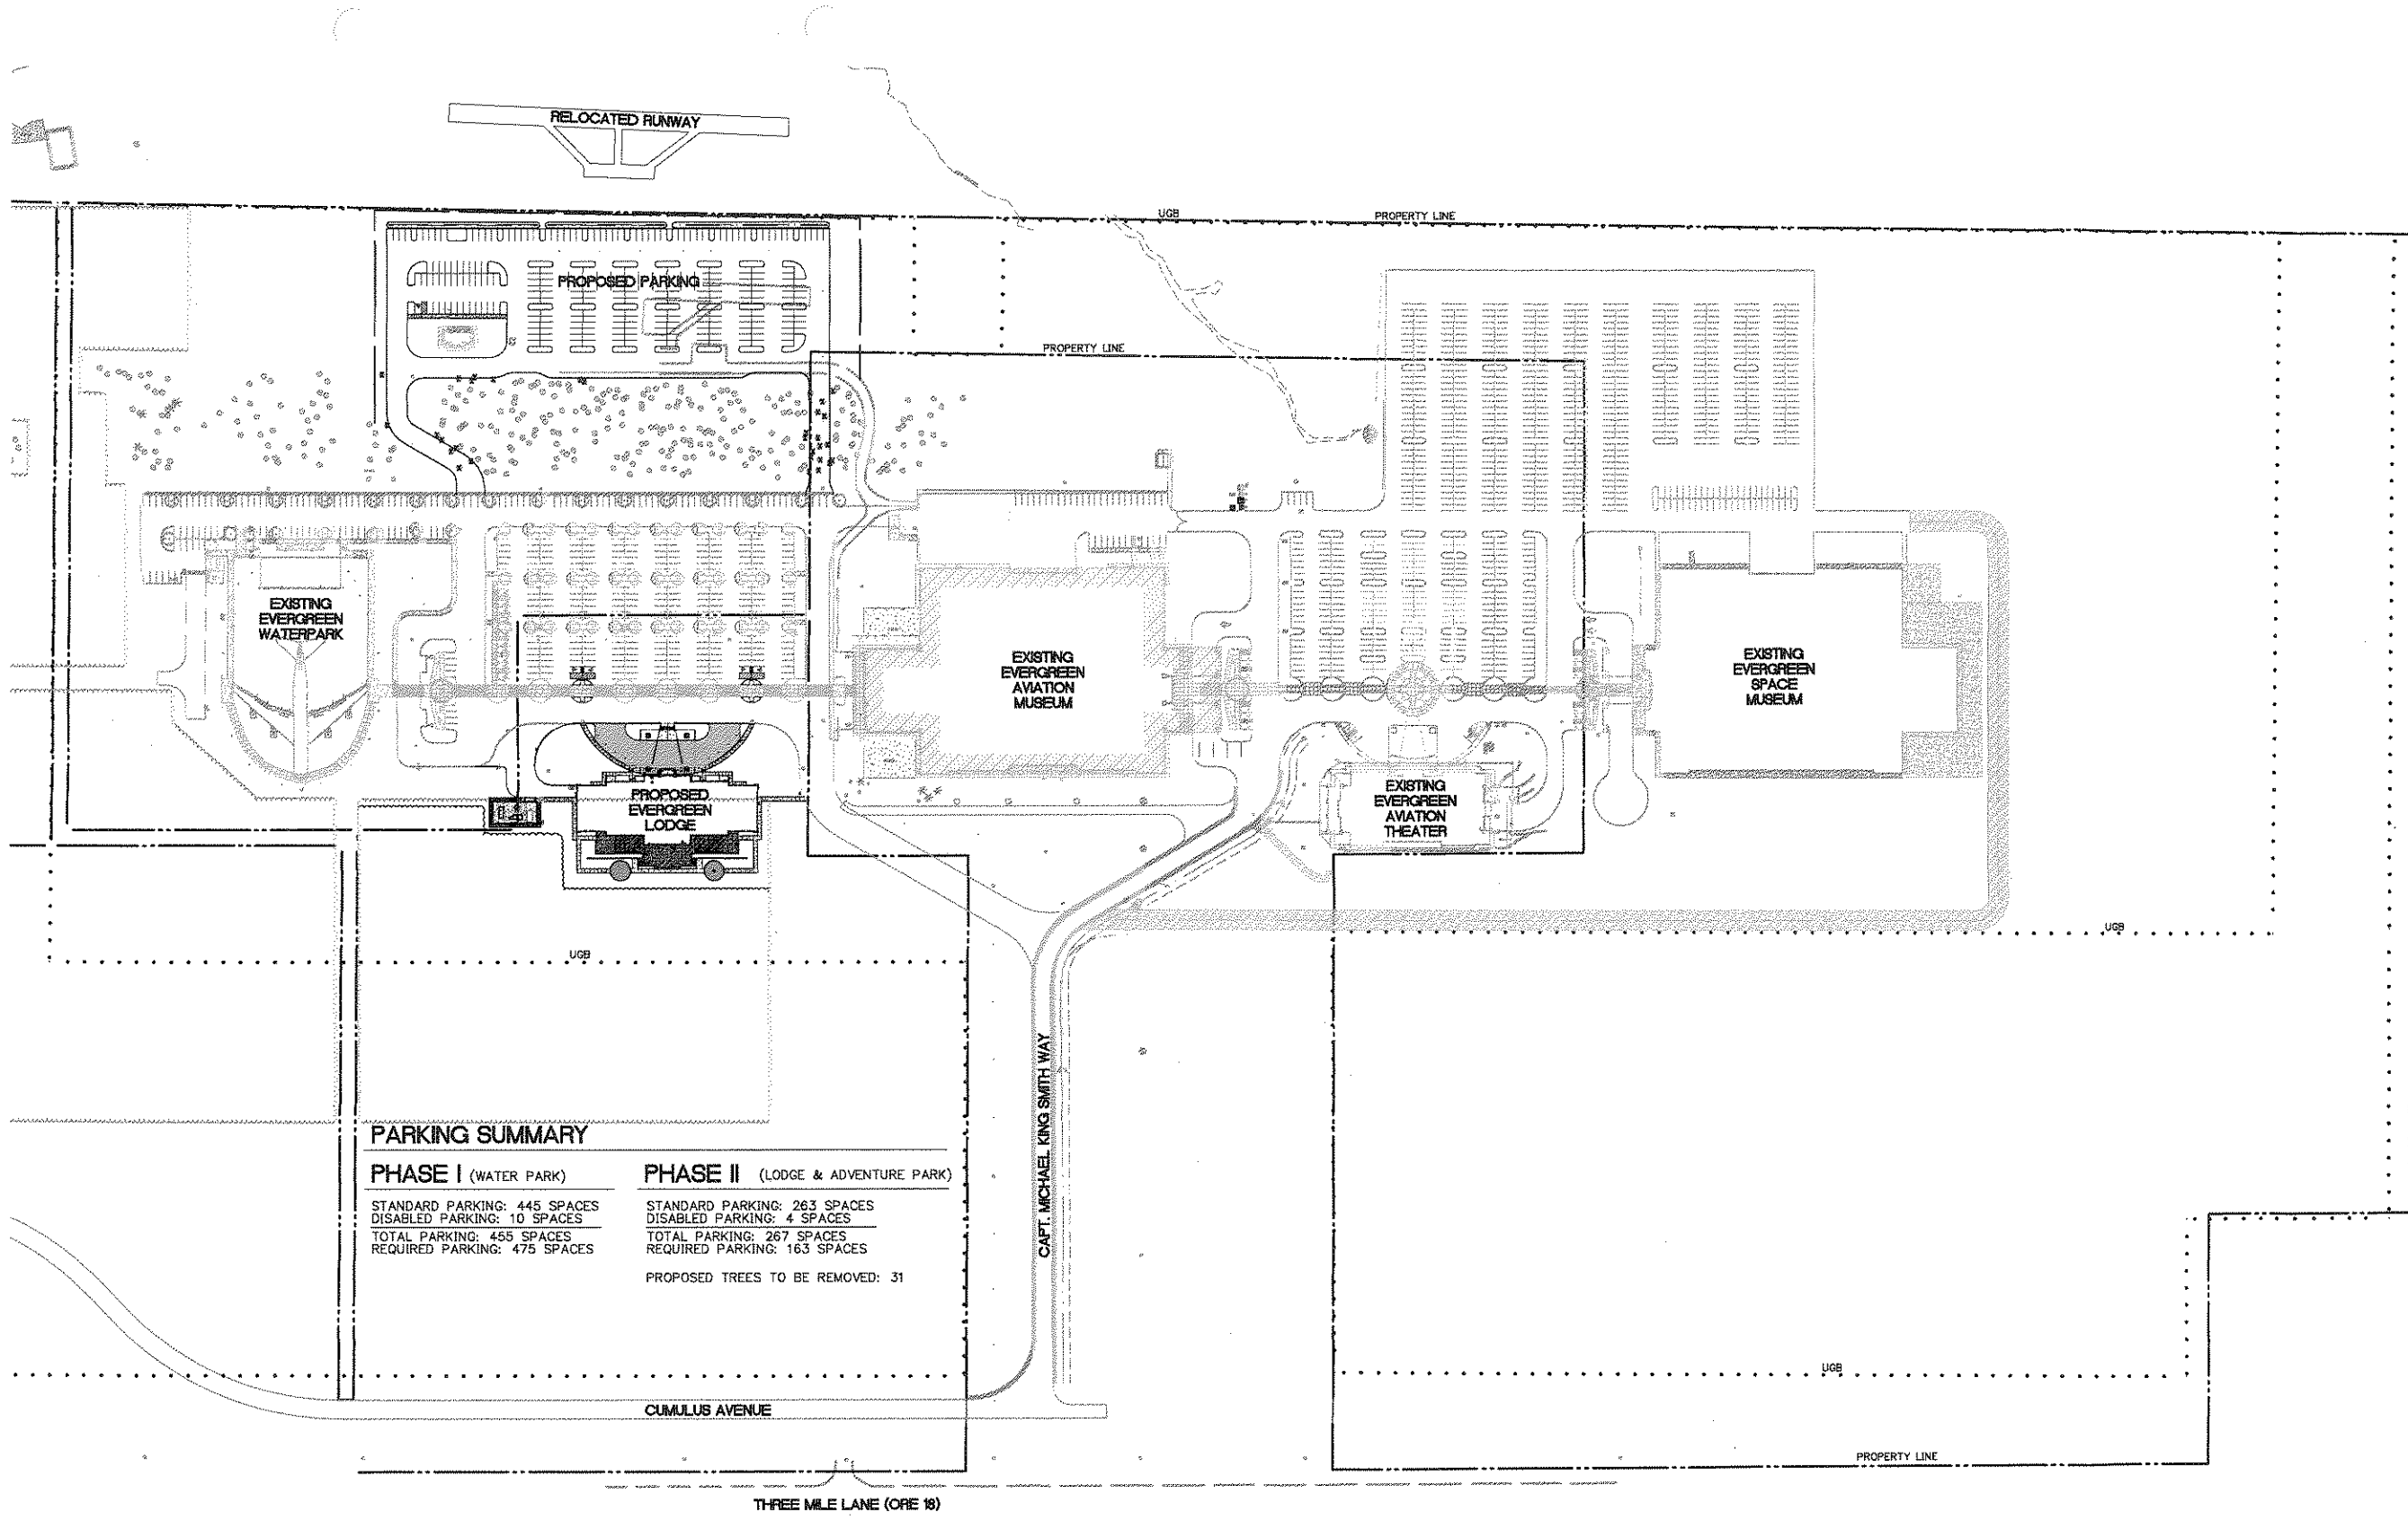 RELOCATED RUNWAY
UGB
PROPERTY LINE
PROPOSED PARKING
PROPERTY LINE
EXISTING
EVERGREEN
WATERPARK
EXISTING
EVERGREEN
AVIATION
MUSEUM
EXISTING
EVERGREEN
SPACE
MUSEUM
PROPOSED
EVERGREEN
LODGE
EXISTING
EVERGREEN
AVIATION
THEATER
UGB
UGB
CAPT. MICHAEL KING SMITH WAY
PARKING SUMMARY
PHASE I (WATER PARK)
STANDARD PARKING: 445 SPACES
DISABLED PARKING: 10 SPACES
TOTAL PARKING: 455 SPACES
REQUIRED PARKING: 475 SPACES
PHASE II (LODGE & ADVENTURE PARK)
STANDARD PARKING: 263 SPACES
DISABLED PARKING: 4 SPACES
TOTAL PARKING: 267 SPACES
REQUIRED PARKING: 163 SPACES
PROPOSED TREES TO BE REMOVED: 31
UGB
CUMULUS AVENUE
PROPERTY LINE
THREE MILE LANE (ORE 18)